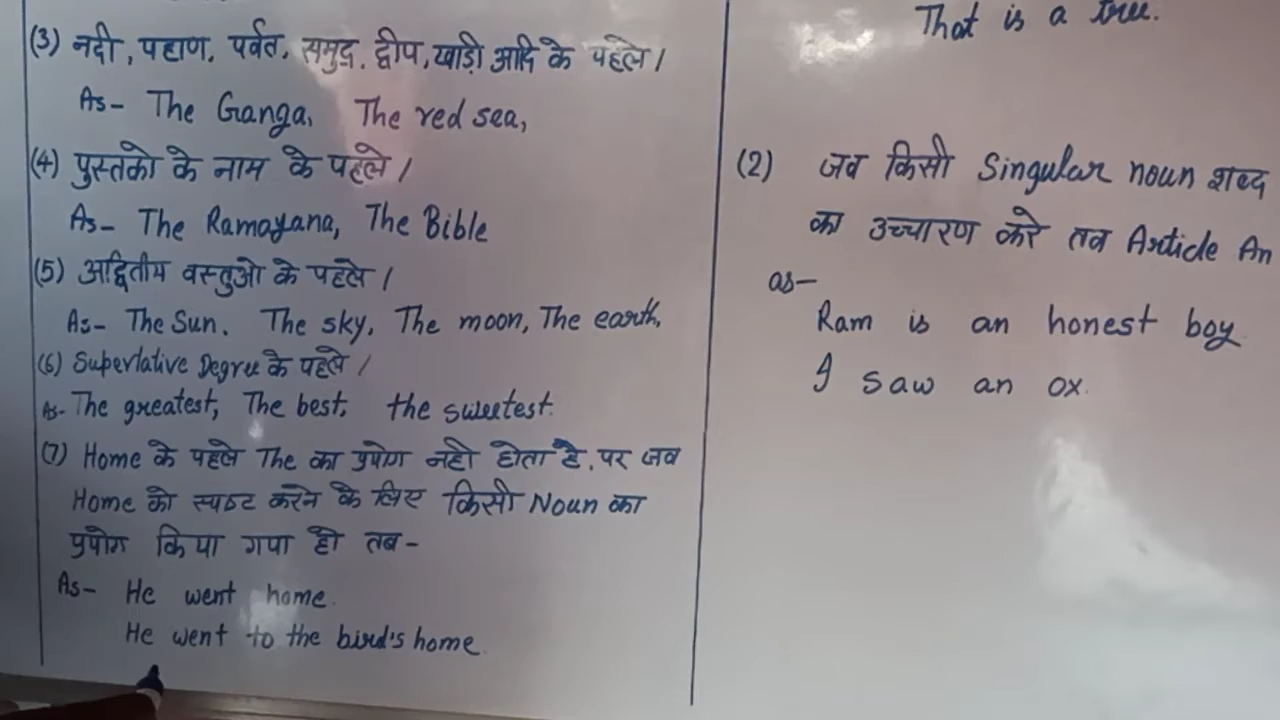 (3) नदी, पहाण, पर्वत, समुद्र, द्वीप, खाड़ी आदि के पहले।
As- The Ganga, The red sea,
(4) पुस्तको के नाम के पहले।
As- The Ramayana, The Bible
(5) अद्वितीय वस्तुओ के पहले।
As- The Sun. The sky, The moon, The earth,
(6) Superlative Degree के पहले।
As- The greatest, The best, the sweetest.
(7) Home के पहले The का प्रयोग नही होता है, पर जब
Home को स्पष्ट करने के लिए किसी Noun का
प्रयोग किया गया हो तब-
As- He went home.
He went to the bird's home.
That is a tree.
(2) जब किसी Singular noun शब्द
का उच्चारण करे तब Article An
as-
Ram is an honest boy
I saw an ox.